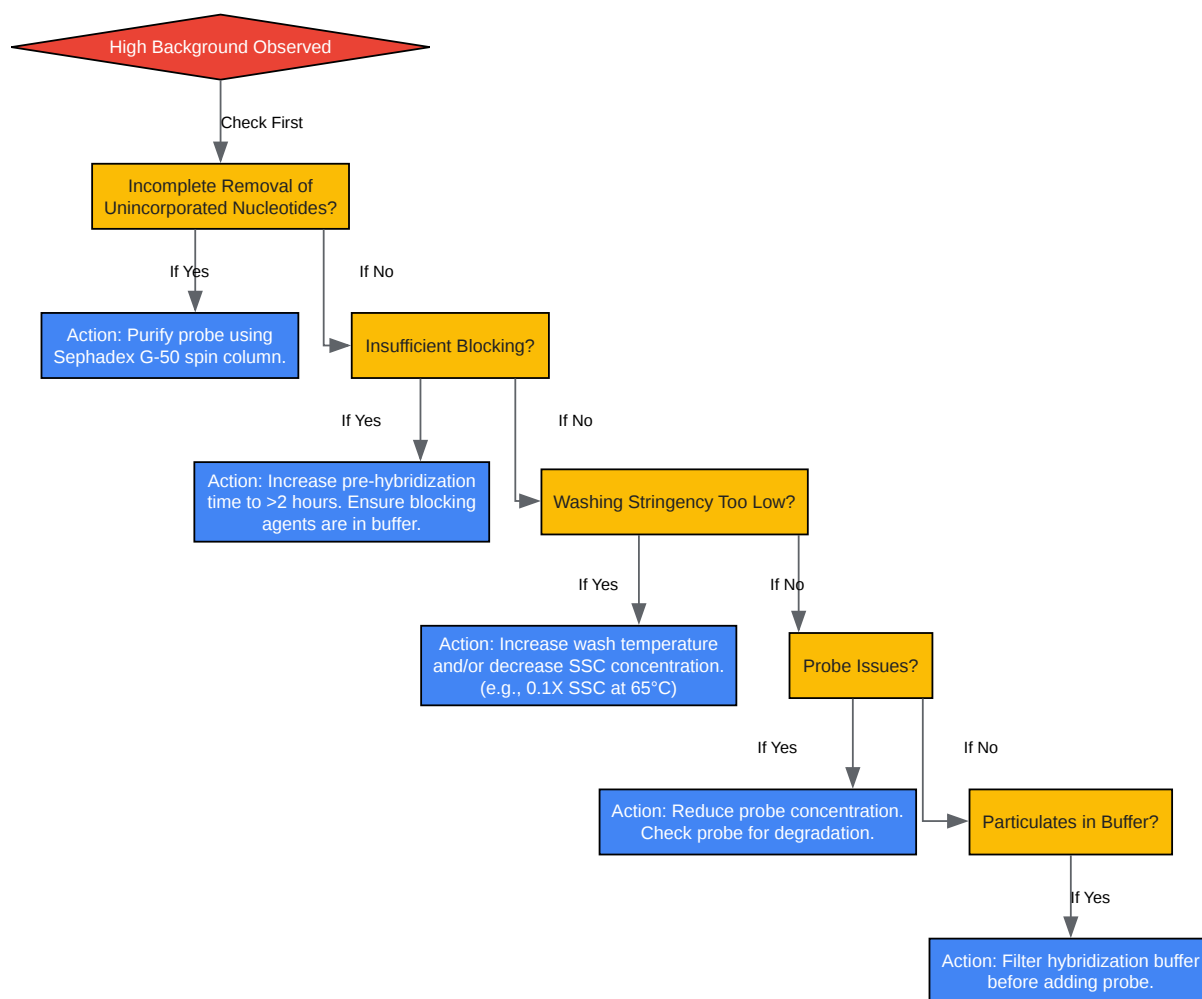 High Background Observed
Check First
Incomplete Removal of
Unincorporated Nucleotides?
If Yes
If No
Action: Purify probe using
Sephadex G-50 spin column.
Insufficient Blocking?
If Yes
If No
Action: Increase pre-hybridization
time to >2 hours. Ensure blocking
agents are in buffer.
Washing Stringency Too Low?
If Yes
If No
Action: Increase wash temperature
and/or decrease SSC concentration.
(e.g., 0.1X SSC at 65°C)
Probe Issues?
If Yes
If No
Action: Reduce probe concentration.
Check probe for degradation.
Particulates in Buffer?
If Yes
Action: Filter hybridization buffer
before adding probe.